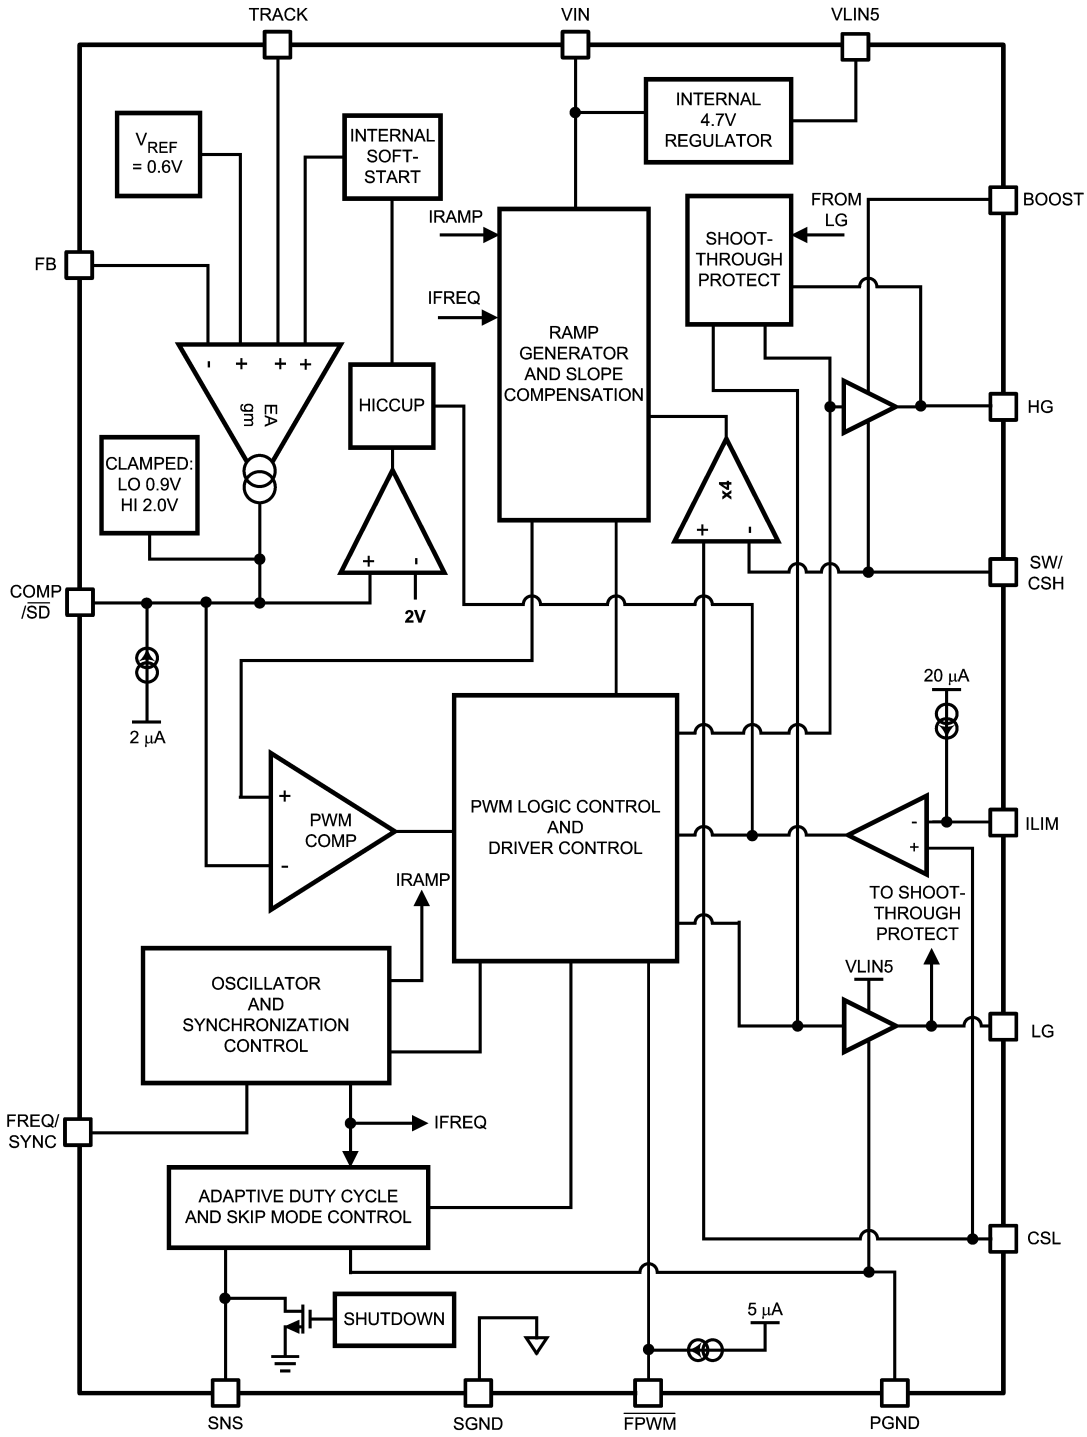 TRACK
VIN
VLIN5
VREF
= 0.6V
INTERNAL
SOFT-
START
INTERNAL
4.7V
REGULATOR
BOOST
FROM
LG
SHOOT-
THROUGH
PROTECT
IRAMP
IFREQ
FB
- + + +
EA
gm
RAMP
GENERATOR
AND SLOPE
COMPENSATION
HICCUP
HG
CLAMPED:
LO 0.9V
HI 2.0V
x4
+ -
+ -
2V
SW/
CSH
COMP
/SD
2 µA
20 µA
+
PWM
COMP
-
PWM LOGIC CONTROL
AND
DRIVER CONTROL
-
+
ILIM
IRAMP
TO SHOOT-
THROUGH
PROTECT
VLIN5
LG
OSCILLATOR
AND
SYNCHRONIZATION
CONTROL
FREQ/
SYNC
IFREQ
ADAPTIVE DUTY CYCLE
AND SKIP MODE CONTROL
CSL
SHUTDOWN
5 µA
SNS
SGND
FPWM
PGND